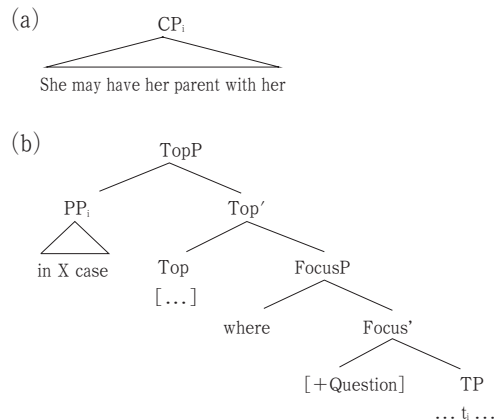 (a)
CPᵢ
She may have her parent with her
(b)
TopP
PPᵢ Top′
in X case Top FocusP
[…]
where Focus’
[+Question] TP
… tᵢ …